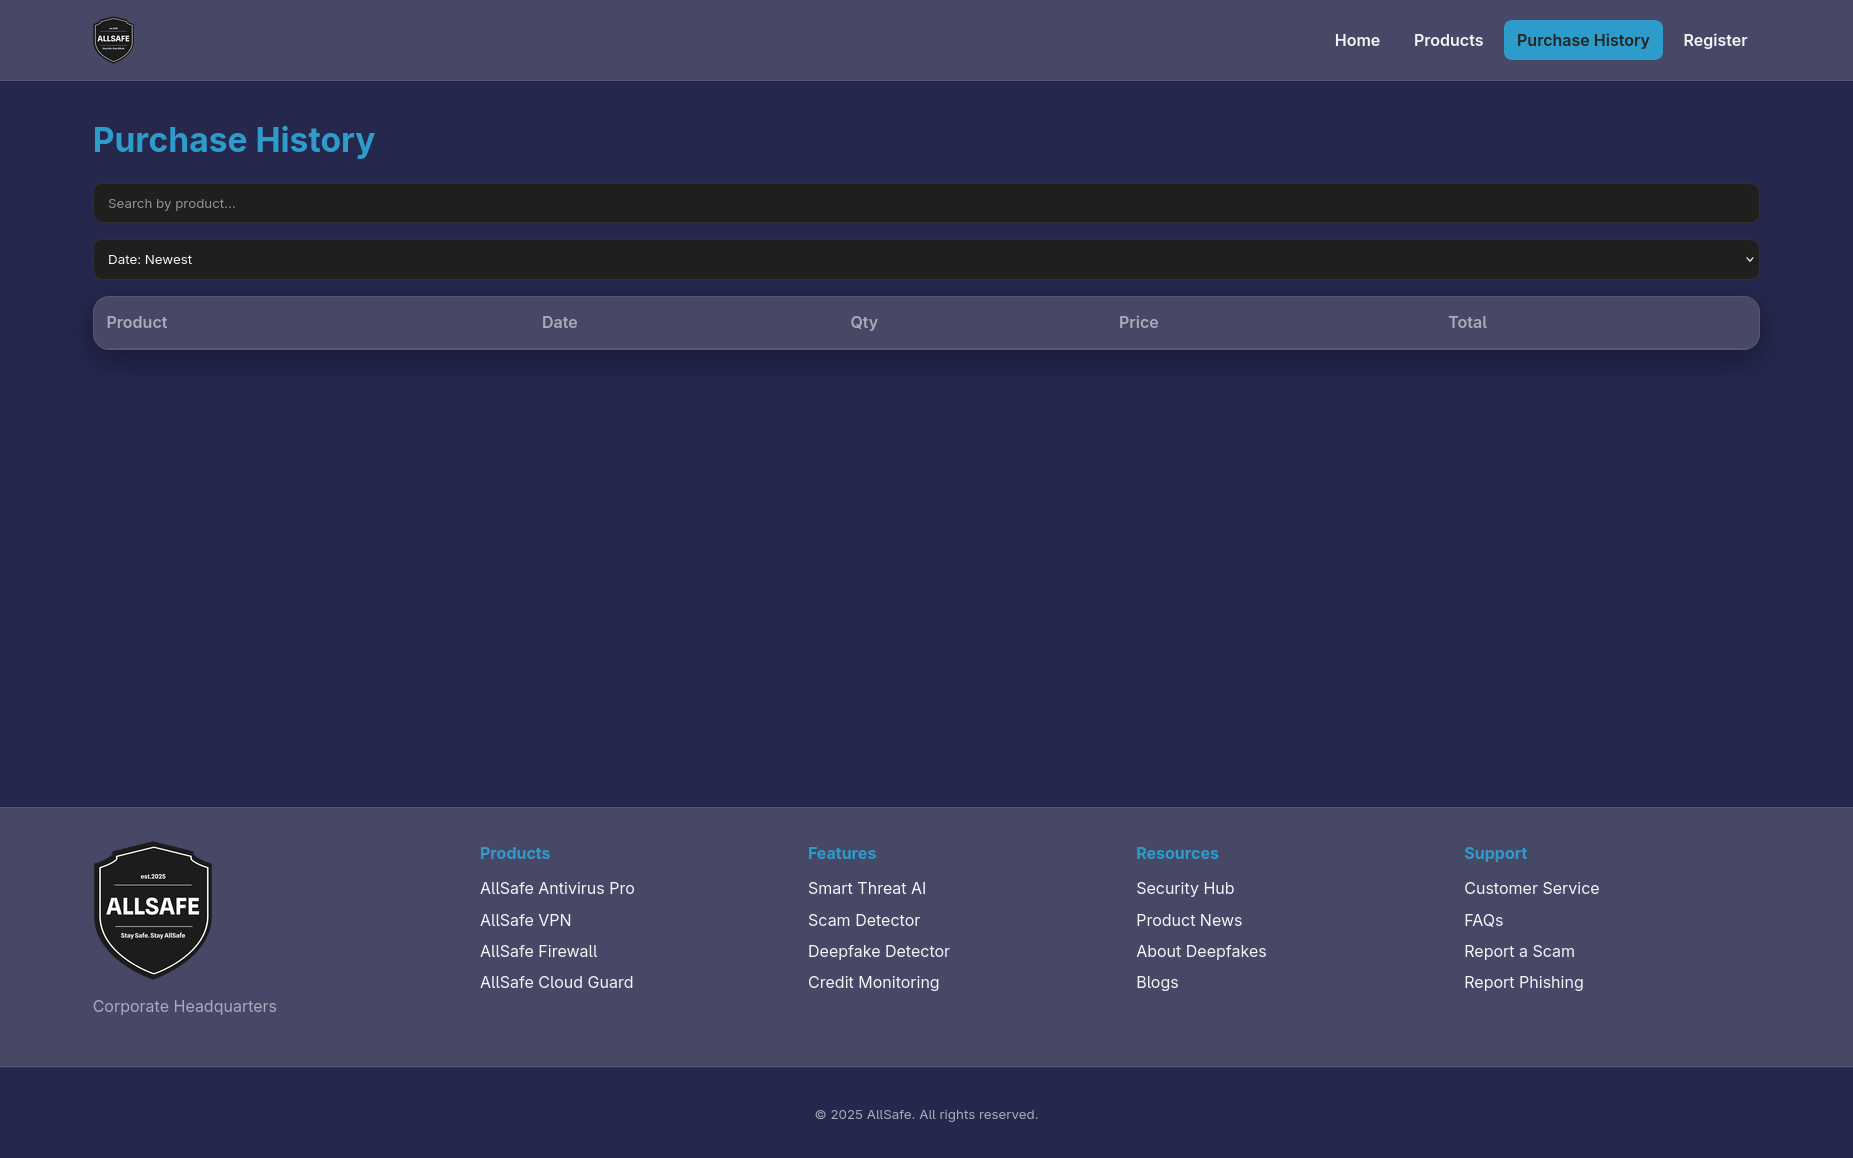 ALLSAFE
Home Products Purchase History Register
Purchase History
Search by product...
Date: Newest
Product Date Qty Price Total
est.2025
ALLSAFE
Stay Safe. Stay AllSafe
Corporate Headquarters
Products
AllSafe Antivirus Pro
AllSafe VPN
AllSafe Firewall
AllSafe Cloud Guard
Features
Smart Threat AI
Scam Detector
Deepfake Detector
Credit Monitoring
Resources
Security Hub
Product News
About Deepfakes
Blogs
Support
Customer Service
FAQs
Report a Scam
Report Phishing
© 2025 AllSafe. All rights reserved.